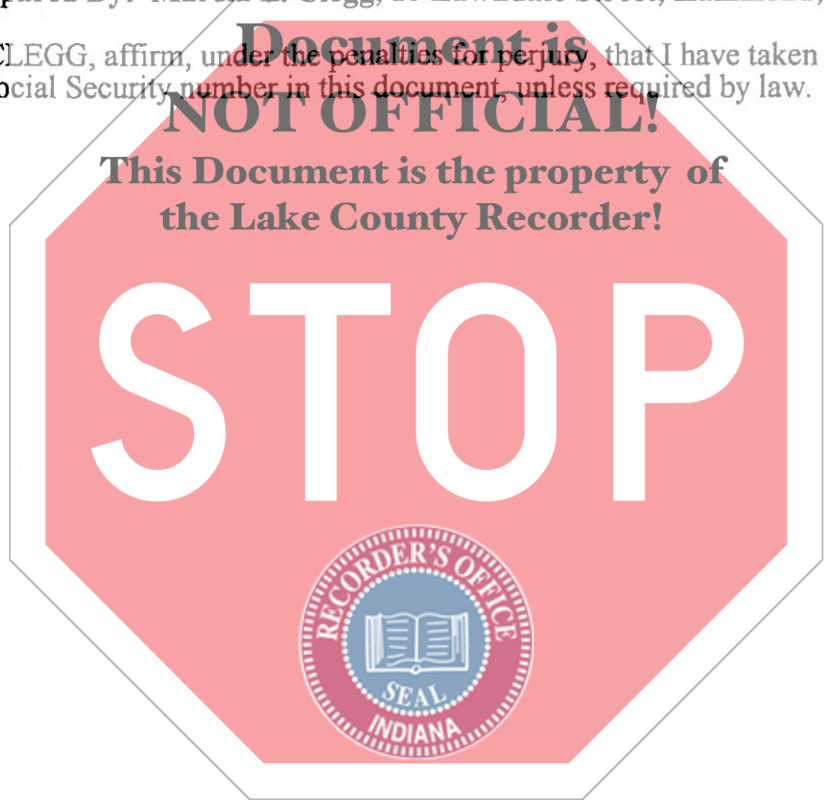 CLEGG, affirm, under the penalties for perjury, that I have taken
ocial Security number in this document, unless required by law.
Document is
NOT OFFICIAL!
This Document is the property of
the Lake County Recorder!
STOP
RECORDER'S OFFICE
SEAL
INDIANA